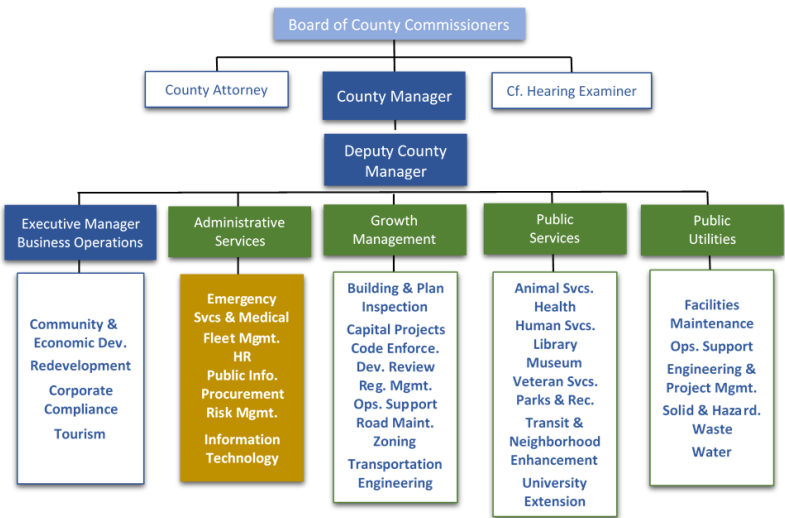 Board of County Commissioners
County Attorney
County Manager
Cf. Hearing Examiner
Deputy County
Manager
Executive Manager
Business Operations
Administrative
Services
Growth
Management
Public
Services
Public
Utilities
Community &
Economic Dev.
Redevelopment
Corporate
Compliance
Tourism
Emergency
Svcs & Medical
Fleet Mgmt.
HR
Public Info.
Procurement
Risk Mgmt.
Information
Technology
Building & Plan
Inspection
Capital Projects
Code Enforce.
Dev. Review
Reg. Mgmt.
Ops. Support
Road Maint.
Zoning
Transportation
Engineering
Animal Svcs.
Health
Human Svcs.
Library
Museum
Veteran Svcs.
Parks & Rec.
Transit &
Neighborhood
Enhancement
University
Extension
Facilities
Maintenance
Ops. Support
Engineering &
Project Mgmt.
Solid & Hazard.
Waste
Water